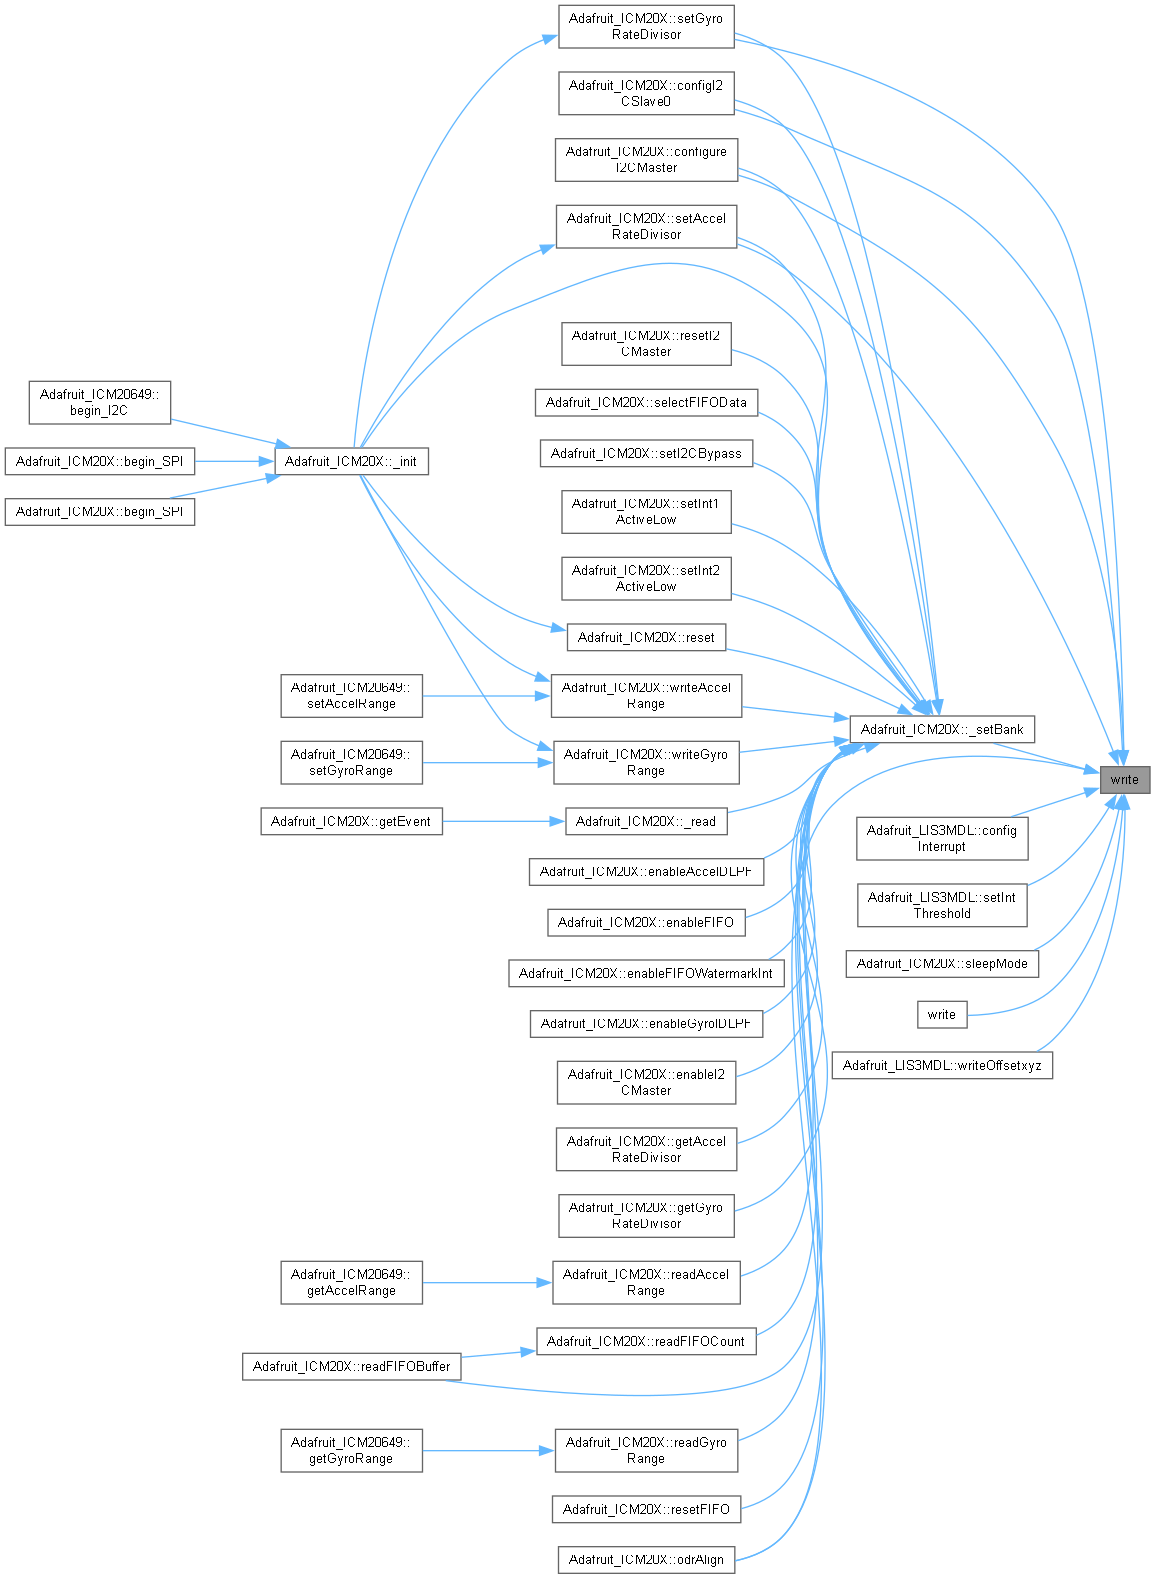 Adafruit_ICM20X::setGyro
RateDivisor
Adafruit_ICM20X::configI2
CSlave0
Adafruit_ICM20X::configure
I2CMaster
Adafruit_ICM20X::setAccel
RateDivisor
Adafruit_ICM20X::resetI2
CMaster
Adafruit_ICM20X::selectFIFOData
Adafruit_ICM20X::setI2CBypass
Adafruit_ICM20X::setInt1
ActiveLow
Adafruit_ICM20X::setInt2
ActiveLow
Adafruit_ICM20X::reset
Adafruit_ICM20X::writeAccel
Range
Adafruit_ICM20X::writeGyro
Range
Adafruit_ICM20X::_read
Adafruit_ICM20X::enableAccelDLPF
Adafruit_ICM20X::enableFIFO
Adafruit_ICM20X::enableFIFOWatermarkInt
Adafruit_ICM20X::enableGyrolDLPF
Adafruit_ICM20X::enableI2
CMaster
Adafruit_ICM20X::getAccel
RateDivisor
Adafruit_ICM20X::getGyro
RateDivisor
Adafruit_ICM20X::readAccel
Range
Adafruit_ICM20X::readFIFOCount
Adafruit_ICM20X::readFIFOBuffer
Adafruit_ICM20X::readGyro
Range
Adafruit_ICM20X::resetFIFO
Adafruit_ICM20X::odrAlign
Adafruit_ICM20649::
begin_I2C
Adafruit_ICM20X::begin_SPI
Adafruit_ICM20X::begin_SPI
Adafruit_ICM20X::_init
Adafruit_ICM20649::
setAccelRange
Adafruit_ICM20649::
setGyroRange
Adafruit_ICM20X::getEvent
Adafruit_ICM20649::
getAccelRange
Adafruit_ICM20649::
getGyroRange
Adafruit_ICM20X::_setBank
write
Adafruit_LIS3MDL::config
Interrupt
Adafruit_LIS3MDL::setInt
Threshold
Adafruit_ICM20X::sleepMode
write
Adafruit_LIS3MDL::writeOffsetxyz